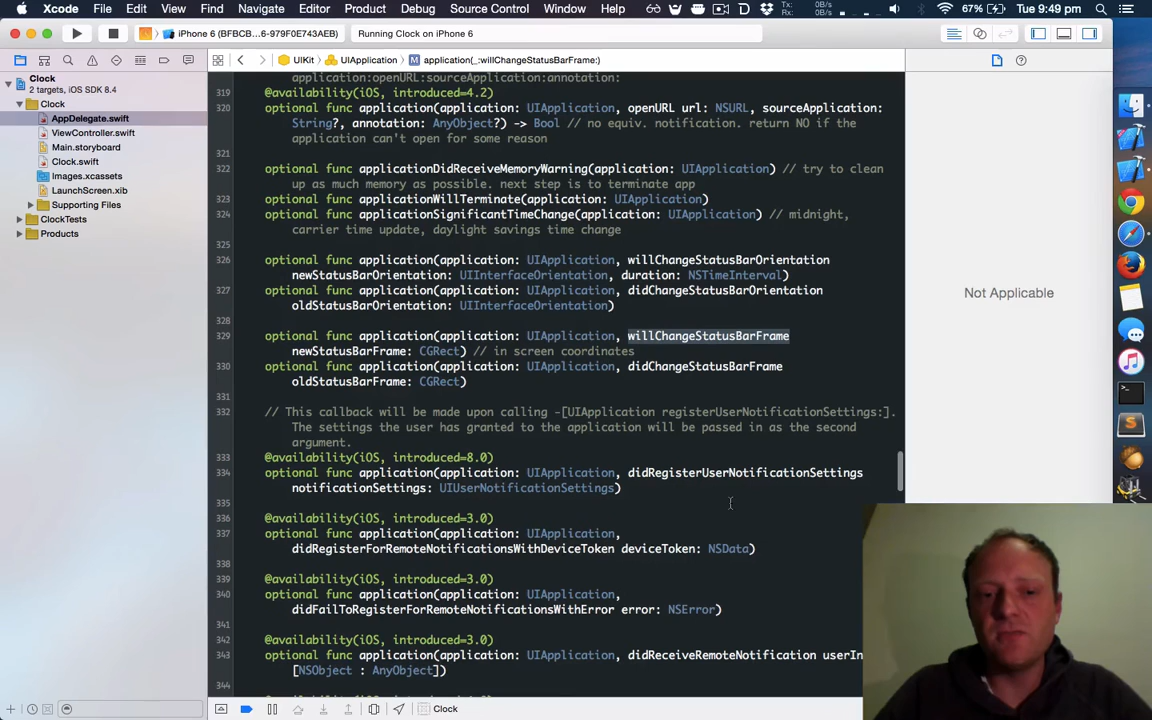 Xcode File Edit View Find Navigate Editor Product Debug Source Control Window Help Tx: 0B/s Rx: 0B/s 67% Tue 9:49 pm
iPhone 6 (BFBCB...6-979F0E743AEB) Running Clock on iPhone 6
UIKit UIApplication M application(_:willChangeStatusBarFrame:)
Clock
2 targets, iOS SDK 8.4
Clock
AppDelegate.swift
ViewController.swift
Main.storyboard
Clock.swift
Images.xcassets
LaunchScreen.xib
Supporting Files
ClockTests
Products
application:openURL:sourceApplication:annotation:
319 @availability(iOS, introduced=4.2)
320 optional func application(application: UIApplication, openURL url: NSURL, sourceApplication:
String?, annotation: AnyObject?) -> Bool // no equiv. notification. return NO if the
application can't open for some reason
321
322 optional func applicationDidReceiveMemoryWarning(application: UIApplication) // try to clean
up as much memory as possible. next step is to terminate app
323 optional func applicationWillTerminate(application: UIApplication)
324 optional func applicationSignificantTimeChange(application: UIApplication) // midnight,
carrier time update, daylight savings time change
325
326 optional func application(application: UIApplication, willChangeStatusBarOrientation
newStatusBarOrientation: UIInterfaceOrientation, duration: NSTimeInterval)
327 optional func application(application: UIApplication, didChangeStatusBarOrientation
oldStatusBarOrientation: UIInterfaceOrientation)
328
329 optional func application(application: UIApplication, willChangeStatusBarFrame
newStatusBarFrame: CGRect) // in screen coordinates
330 optional func application(application: UIApplication, didChangeStatusBarFrame
oldStatusBarFrame: CGRect)
331
332 // This callback will be made upon calling -[UIApplication registerUserNotificationSettings:].
The settings the user has granted to the application will be passed in as the second
argument.
333 @availability(iOS, introduced=8.0)
334 optional func application(application: UIApplication, didRegisterUserNotificationSettings
notificationSettings: UIUserNotificationSettings)
335
336 @availability(iOS, introduced=3.0)
337 optional func application(application: UIApplication,
didRegisterForRemoteNotificationsWithDeviceToken deviceToken: NSData)
338
339 @availability(iOS, introduced=3.0)
340 optional func application(application: UIApplication,
didFailToRegisterForRemoteNotificationsWithError error: NSError)
341
342 @availability(iOS, introduced=3.0)
343 optional func application(application: UIApplication, didReceiveRemoteNotification userIn
[NSObject : AnyObject])
344
Not Applicable
Clock